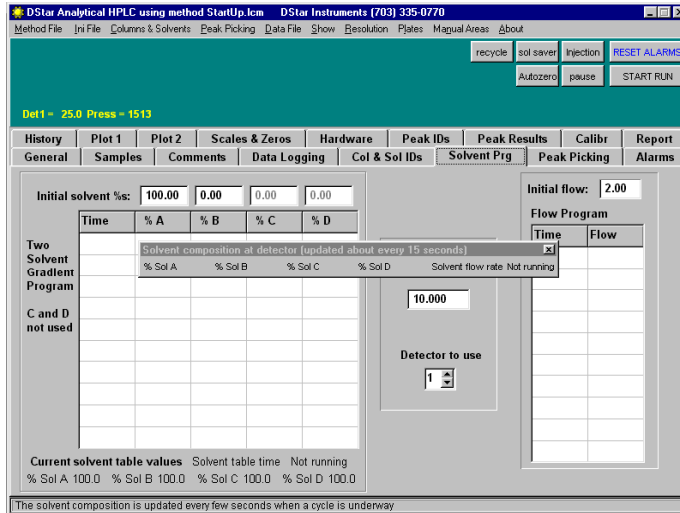 DStar Analytical HPLC using method StartUp.lcm DStar Instruments (703) 335-0770
Method File Ini File Columns & Solvents Peak Picking Data File Show Resolution Plates Manual Areas About
recycle sol saver Injection RESET ALARMS
Autozero pause START RUN
Det1 = 25.0 Press = 1513
History Plot 1 Plot 2 Scales & Zeros Hardware Peak IDs Peak Results Calibr Report
General Samples Comments Data Logging Col & Sol IDs Solvent Prg Peak Picking Alarms
Initial solvent %s: 100.00 0.00 0.00 0.00
Initial flow: 2.00
Time % A % B % C % D
Flow Program
Time Flow
Two
Solvent
Gradient
Program
C and D
not used
Solvent composition at detector (updated about every 15 seconds)
% Sol A % Sol B % Sol C % Sol D Solvent flow rate Not running
10.000
Detector to use
1
Current solvent table values Solvent table time Not running
% Sol A 100.0 % Sol B 100.0 % Sol C 100.0 % Sol D 100.0
The solvent composition is updated every few seconds when a cycle is underway